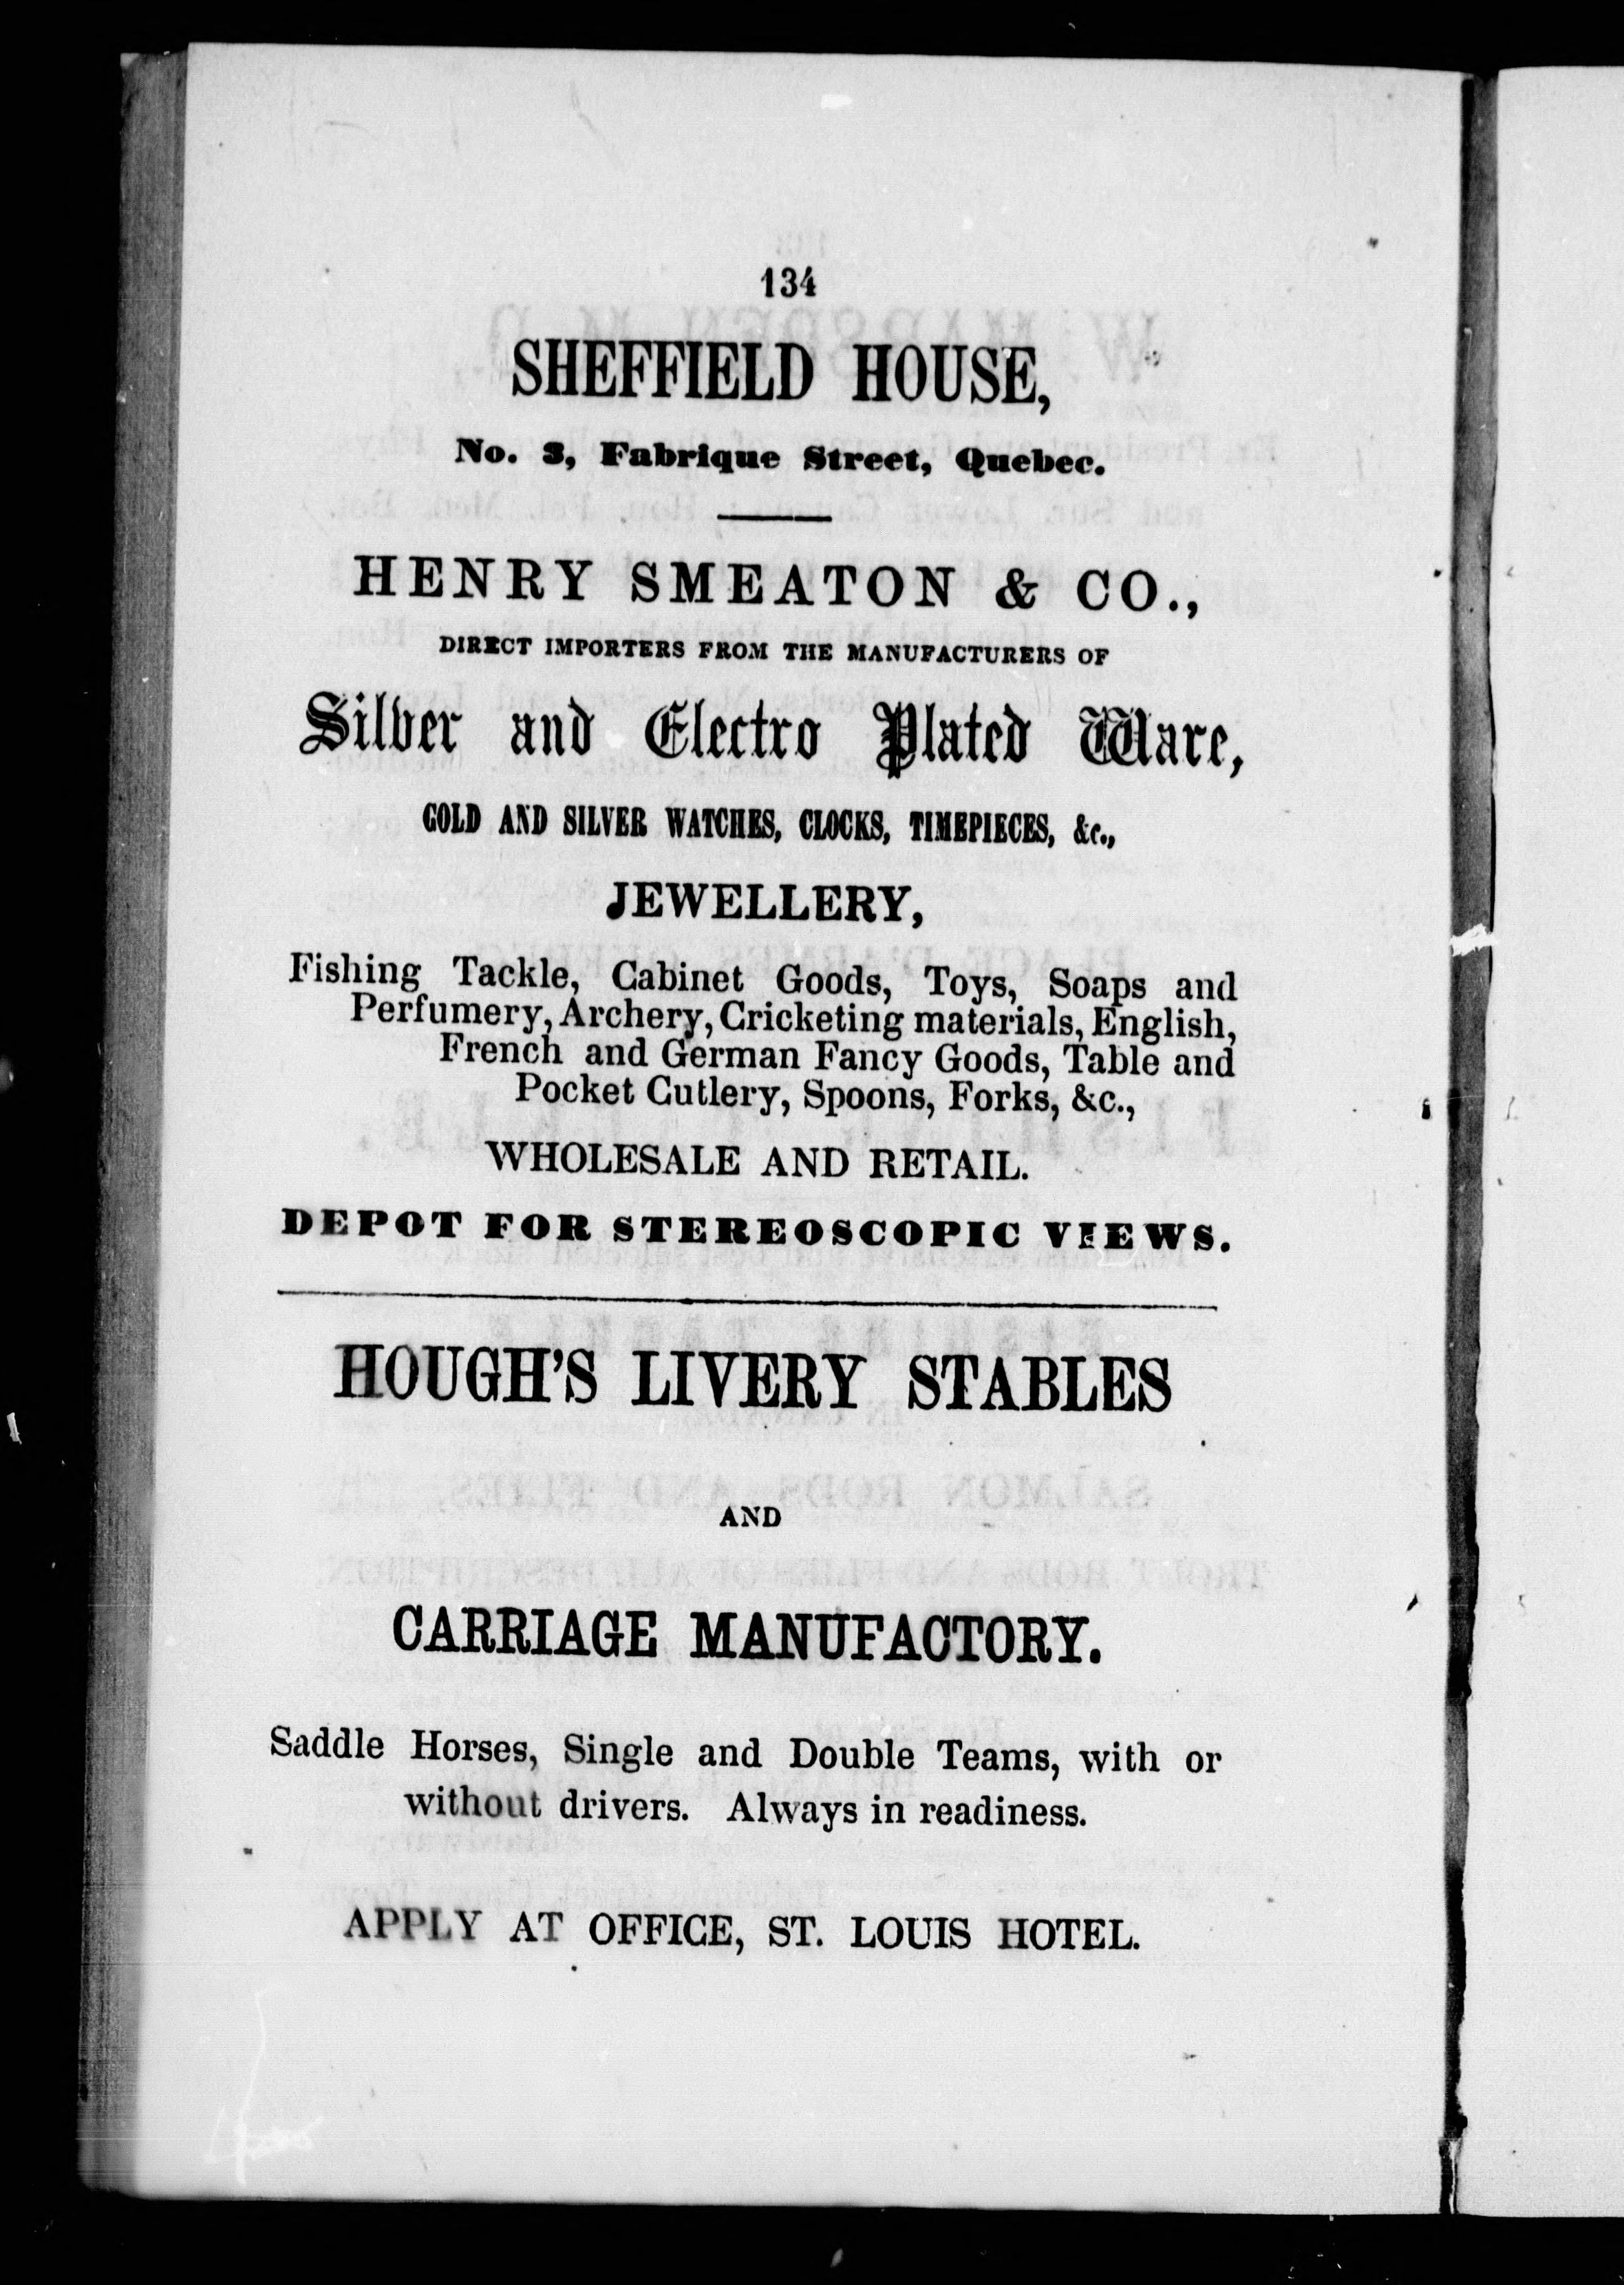 134
SHEFFIELD HOUSE,
No. 3, Fabrique Street, Quebec.
HENRY SMEATON & CO.,
DIRECT IMPORTERS FROM THE MANUFACTURERS OF
Silver and Electro Plated Ware,
GOLD AND SILVER WATCHES, CLOCKS, TIMEPIECES, &c.,
JEWELLERY,
Fishing Tackle, Cabinet Goods, Toys, Soaps and
Perfumery, Archery, Cricketing materials, English,
French and German Fancy Goods, Table and
Pocket Cutlery, Spoons, Forks, &c.,
WHOLESALE AND RETAIL.
DEPOT FOR STEREOSCOPIC VIEWS.
HOUGH'S LIVERY STABLES
AND
CARRIAGE MANUFACTORY.
Saddle Horses, Single and Double Teams, with or
without drivers. Always in readiness.
APPLY AT OFFICE, ST. LOUIS HOTEL.